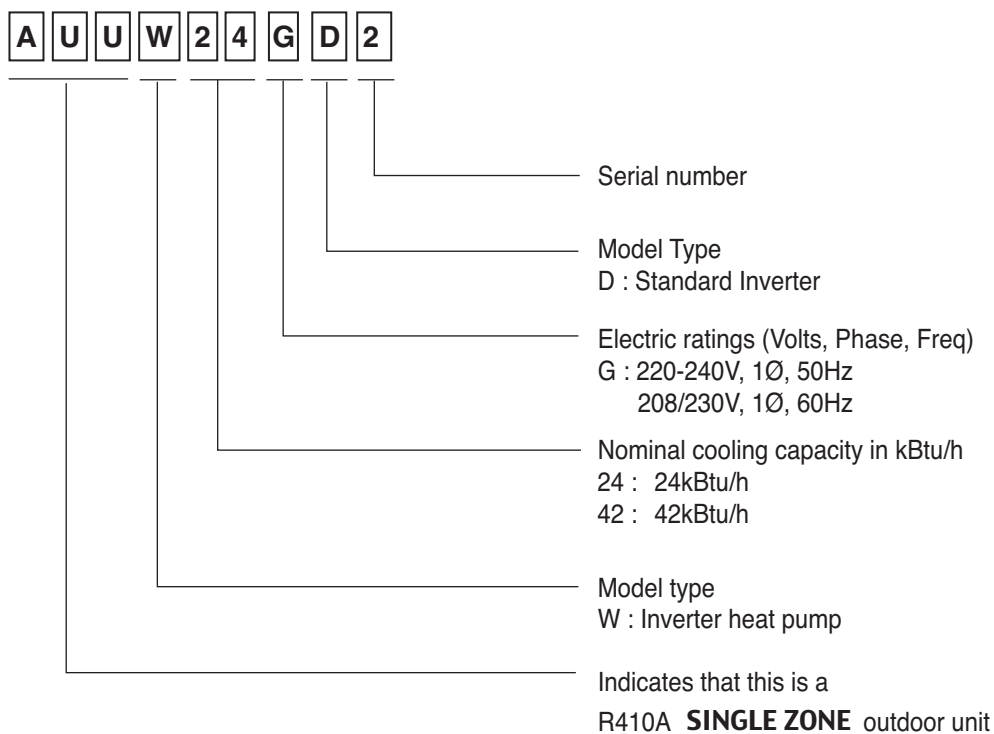 A U U W 2 4 G D 2
Serial number
Model Type
D : Standard Inverter
Electric ratings (Volts, Phase, Freq)
G : 220-240V, 1Ø, 50Hz
208/230V, 1Ø, 60Hz
Nominal cooling capacity in kBtu/h
24 : 24kBtu/h
42 : 42kBtu/h
Model type
W : Inverter heat pump
Indicates that this is a
R410A SINGLE ZONE outdoor unit